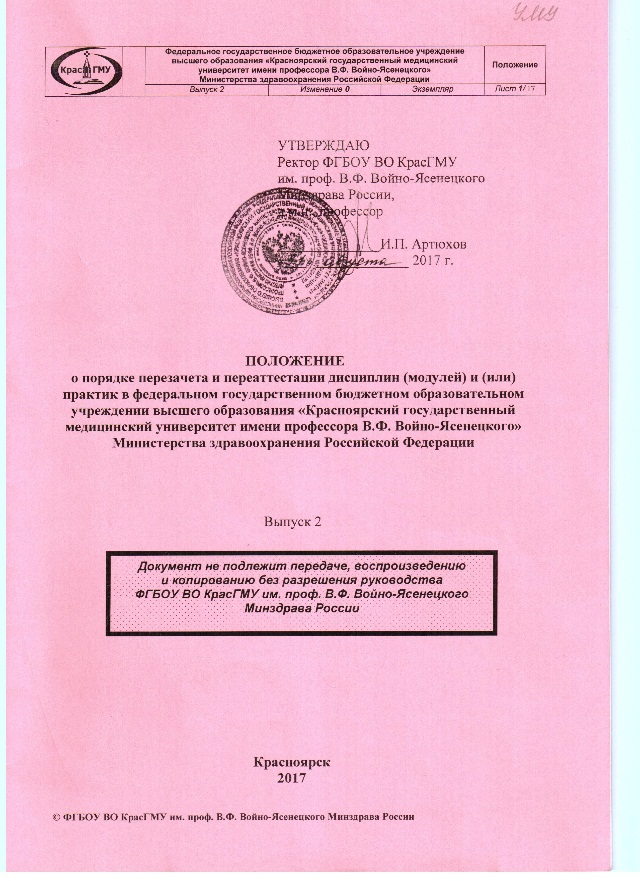 УМУ
Федеральное государственное бюджетное образовательное учреждение
высшего образования «Красноярский государственный медицинский
университет имени профессора В.Ф. Войно-Ясенецкого»
Министерства здравоохранения Российской Федерации
Положение
КрасГМУ
Выпуск 2 Изменение 0 Экземпляр Лист 1/
УТВЕРЖДАЮ
Ректор ФГБОУ ВО КрасГМУ
им. проф. В.Ф. Войно-Ясенецкого
Минздрава России,
профессор
И.П. Артюхов
августа 2017 г.
ПОЛОЖЕНИЕ
о порядке перезачета и переаттестации дисциплин (модулей) и (или)
практик в федеральном государственном бюджетном образовательном
учреждении высшего образования «Красноярский государственный
медицинский университет имени профессора В.Ф. Войно-Ясенецкого»
Министерства здравоохранения Российской Федерации
Выпуск 2
Документ не подлежит передаче, воспроизведению
и копированию без разрешения руководства
ФГБОУ ВО КрасГМУ им. проф. В.Ф. Войно-Ясенецкого
Минздрава России
Красноярск
2017
© ФГБОУ ВО КрасГМУ им. проф. В.Ф. Войно-Ясенецкого Минздрава России